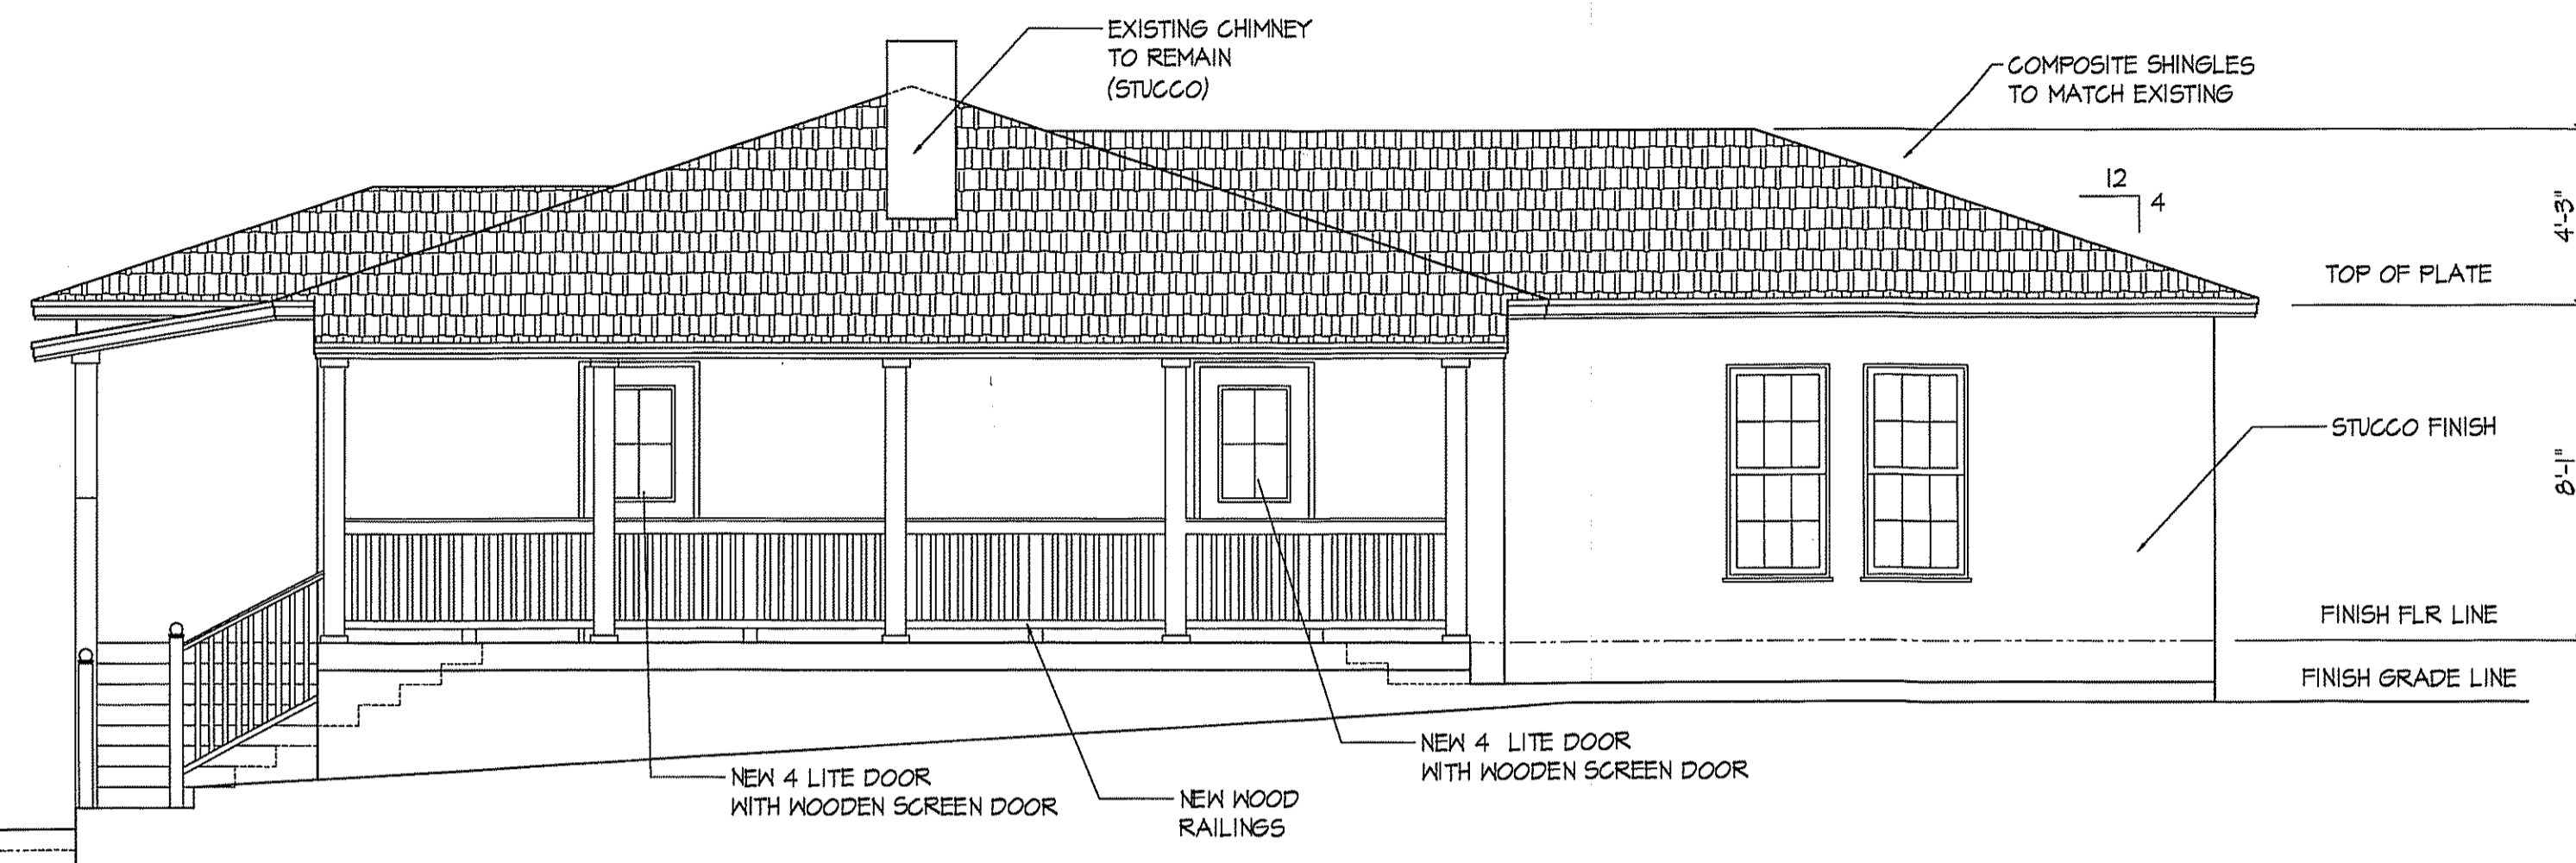 EXISTING CHIMNEY
TO REMAIN
(STUCCO)
COMPOSITE SHINGLES
TO MATCH EXISTING
12
4
4'-3"
TOP OF PLATE
STUCCO FINISH
8'-1"
FINISH FLR LINE
FINISH GRADE LINE
NEW 4 LITE DOOR
WITH WOODEN SCREEN DOOR
NEW 4 LITE DOOR
WITH WOODEN SCREEN DOOR
NEW WOOD
RAILINGS